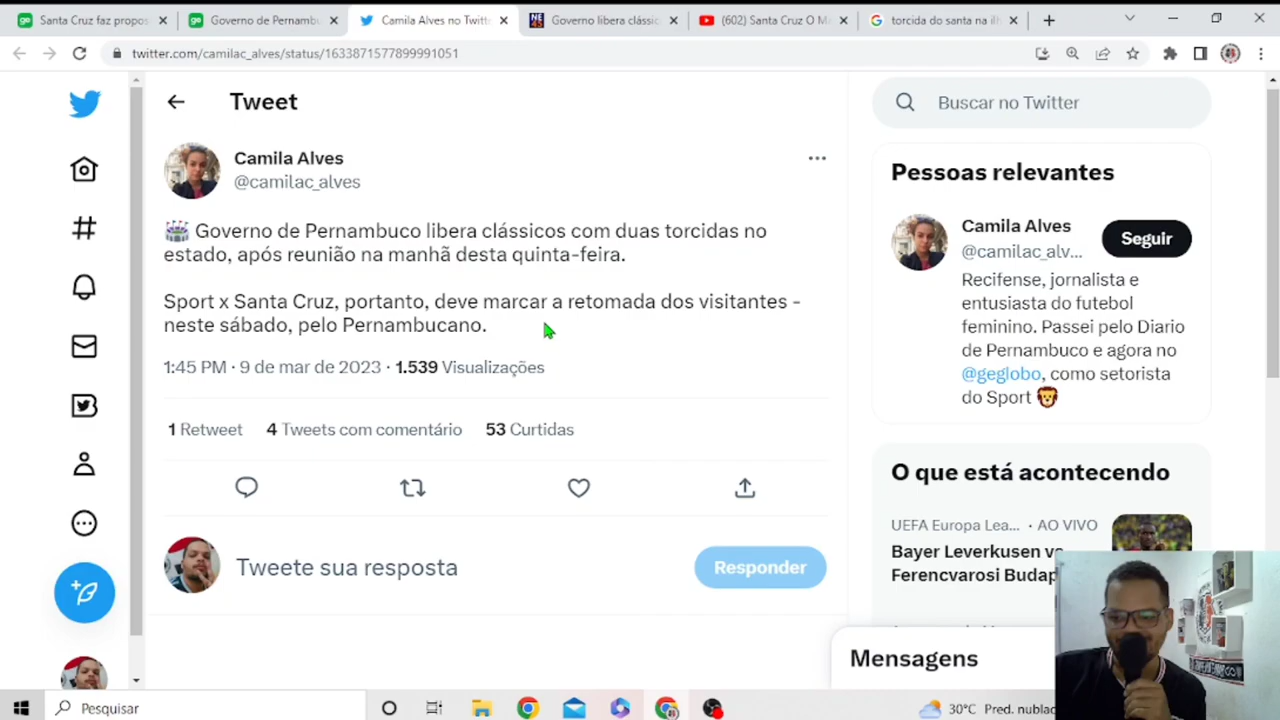 Santa Cruz faz propos
Governo de Pernambu
Camila Alves no Twitt
Governo libera clássic
(602) Santa Cruz O M
torcida do santa na ilh
twitter.com/camilac_alves/status/1633871577899991051
Tweet
Camila Alves
@camilac_alves
Governo de Pernambuco libera clássicos com duas torcidas no
estado, após reunião na manhã desta quinta-feira.
Sport x Santa Cruz, portanto, deve marcar a retomada dos visitantes -
neste sábado, pelo Pernambucano.
1:45 PM · 9 de mar de 2023 · 1.539 Visualizações
1 Retweet 4 Tweets com comentário 53 Curtidas
Tweete sua resposta
Responder
Buscar no Twitter
Pessoas relevantes
Camila Alves
@camilac_alv...
Seguir
Recifense, jornalista e
entusiasta do futebol
feminino. Passei pelo Diario
de Pernambuco e agora no
@geglobo, como setorista
do Sport
O que está acontecendo
UEFA Europa Lea... · AO VIVO
Bayer Leverkusen vs
Ferencvarosi Budap
Mensagens
Pesquisar
30°C Pred. nublad